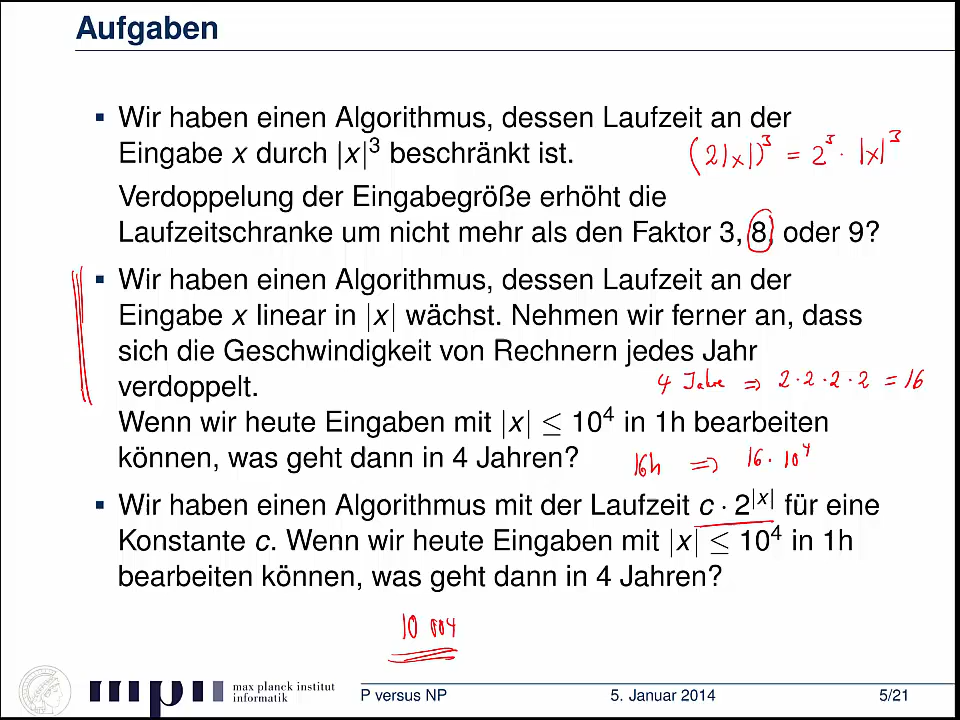 Aufgaben
Wir haben einen Algorithmus, dessen Laufzeit an der
Eingabe x durch |x|³ beschränkt ist.
(2|x|)³ = 2³ · |x|³
Verdoppelung der Eingabegröße erhöht die
Laufzeitschranke um nicht mehr als den Faktor 3, 8, oder 9?
Wir haben einen Algorithmus, dessen Laufzeit an der
Eingabe x linear in |x| wächst. Nehmen wir ferner an, dass
sich die Geschwindigkeit von Rechnern jedes Jahr
verdoppelt.
4 Jahre ⇒ 2·2·2·2 = 16
Wenn wir heute Eingaben mit |x| ≤ 10⁴ in 1h bearbeiten
können, was geht dann in 4 Jahren?
16h ⇒ 16·10⁴
Wir haben einen Algorithmus mit der Laufzeit c · 2^|x| für eine
Konstante c. Wenn wir heute Eingaben mit |x| ≤ 10⁴ in 1h
bearbeiten können, was geht dann in 4 Jahren?
10 004
max planck institut
informatik
P versus NP
5. Januar 2014
5/21